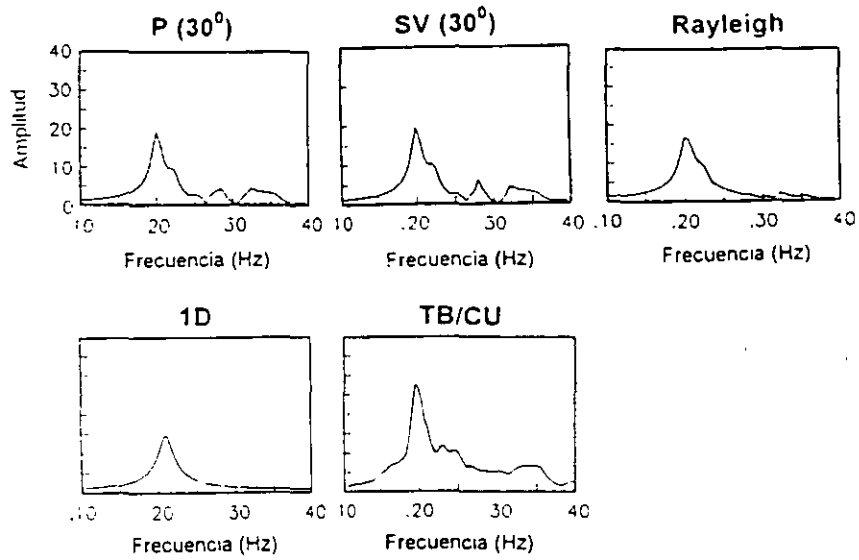 P (30⁰)
SV (30⁰)
Rayleigh
Amplitud
40
30
20
10
0
.10 .20 .30 .40
.10 .20 .30 .40
.10 .20 .30 .40
Frecuencia (Hz)
Frecuencia (Hz)
Frecuencia (Hz)
1D
TB/CU
.10 .20 .30 .40
.10 .20 .30 .40
Frecuencia (Hz)
Frecuencia (Hz)